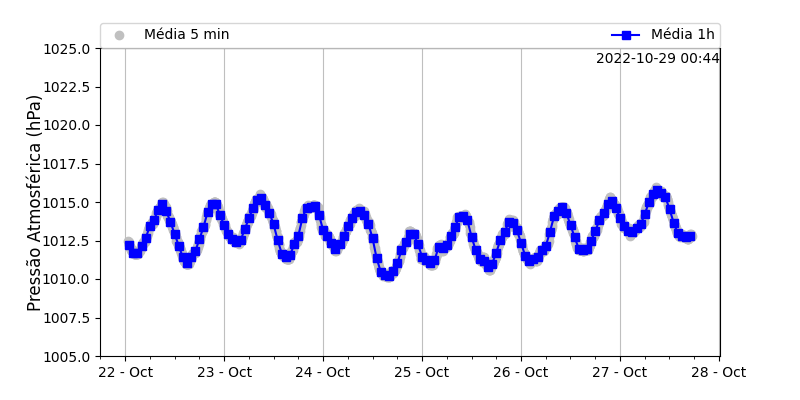 Média 5 min
Média 1h
2022-10-29 00:44
Pressão Atmosférica (hPa)
1025.0
1022.5
1020.0
1017.5
1015.0
1012.5
1010.0
1007.5
1005.0
22 - Oct
23 - Oct
24 - Oct
25 - Oct
26 - Oct
27 - Oct
28 - Oct